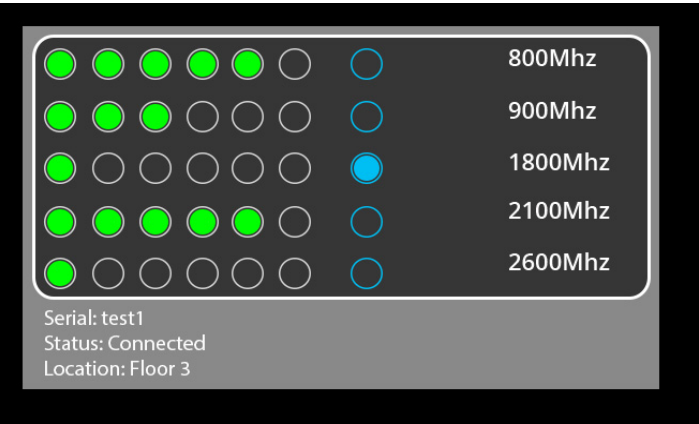 800Mhz
900Mhz
1800Mhz
2100Mhz
2600Mhz
Serial: test1
Status: Connected
Location: Floor 3